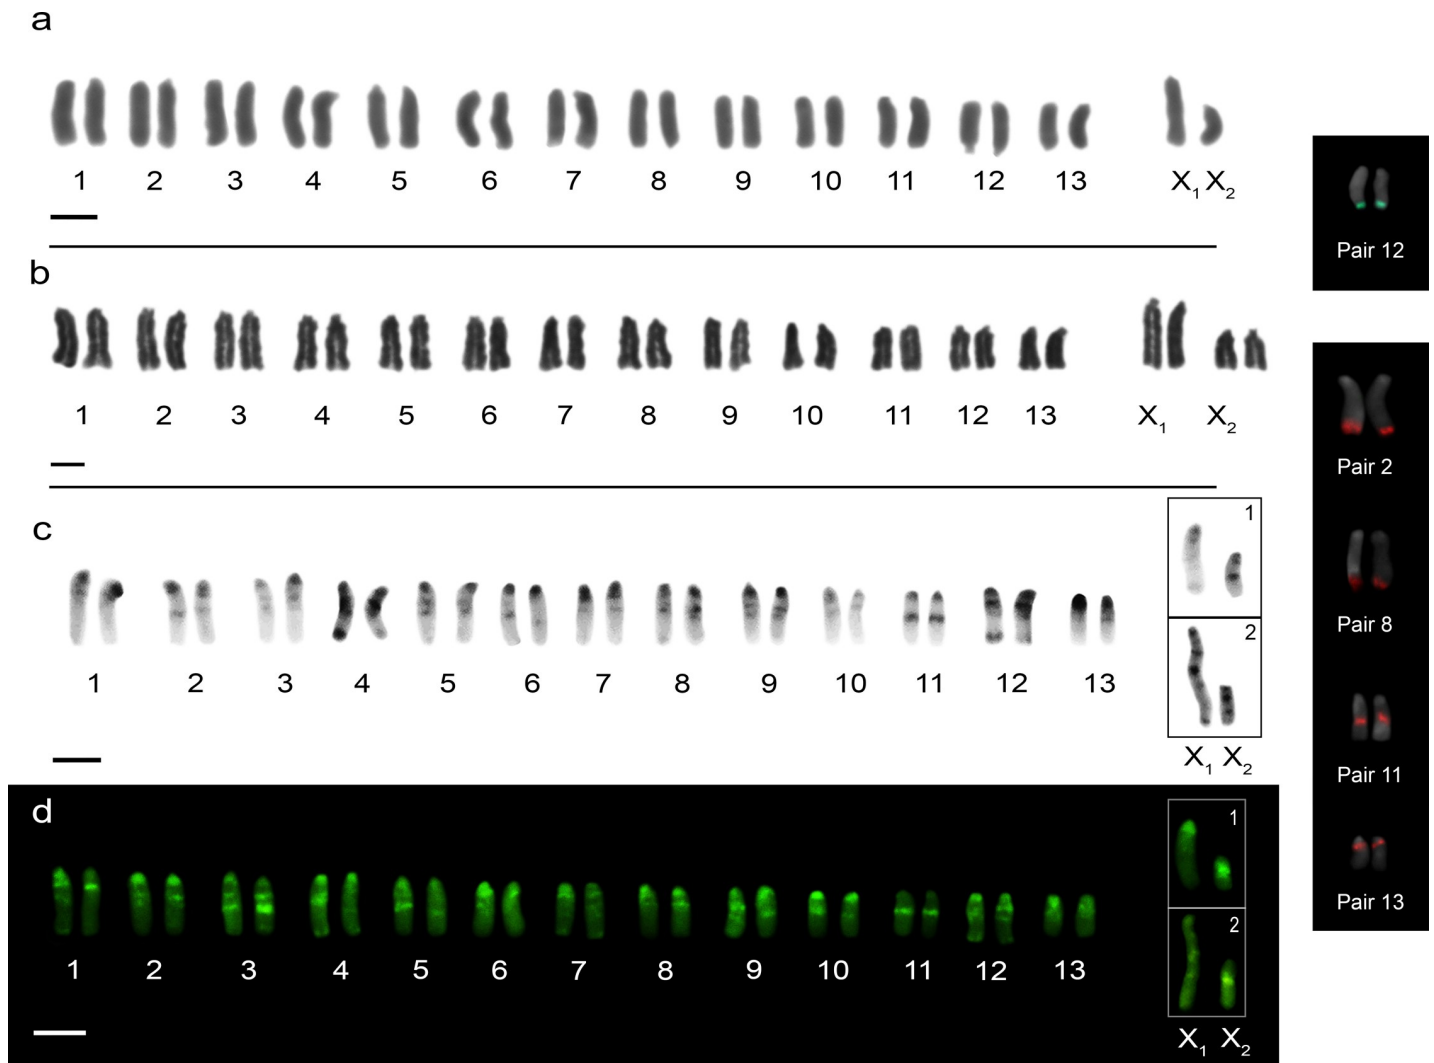 a
1 2 3 4 5 6 7 8 9 10 11 12 13 X₁ X₂
b
1 2 3 4 5 6 7 8 9 10 11 12 13 X₁ X₂
c
1
2
1 2 3 4 5 6 7 8 9 10 11 12 13
X₁ X₂
d
1
2
1 2 3 4 5 6 7 8 9 10 11 12 13
X₁ X₂
Pair 12
Pair 2
Pair 8
Pair 11
Pair 13